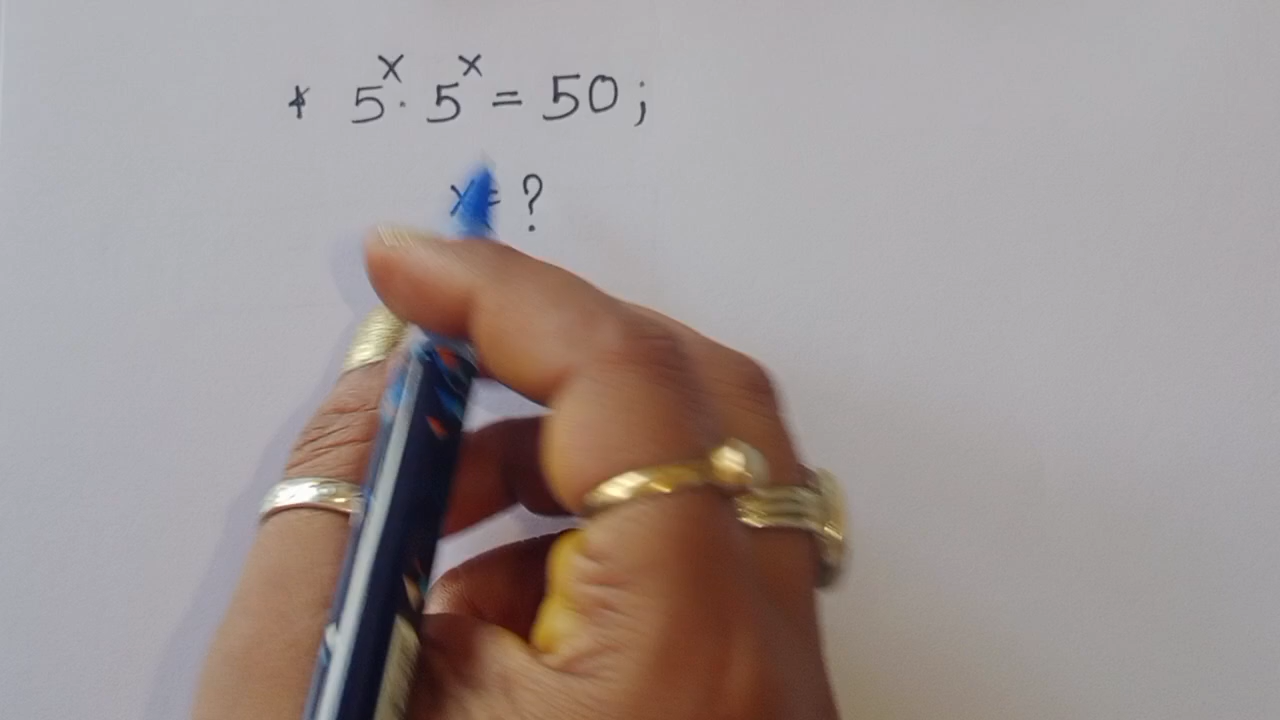 * 5^x · 5^x = 50 ;
x = ?